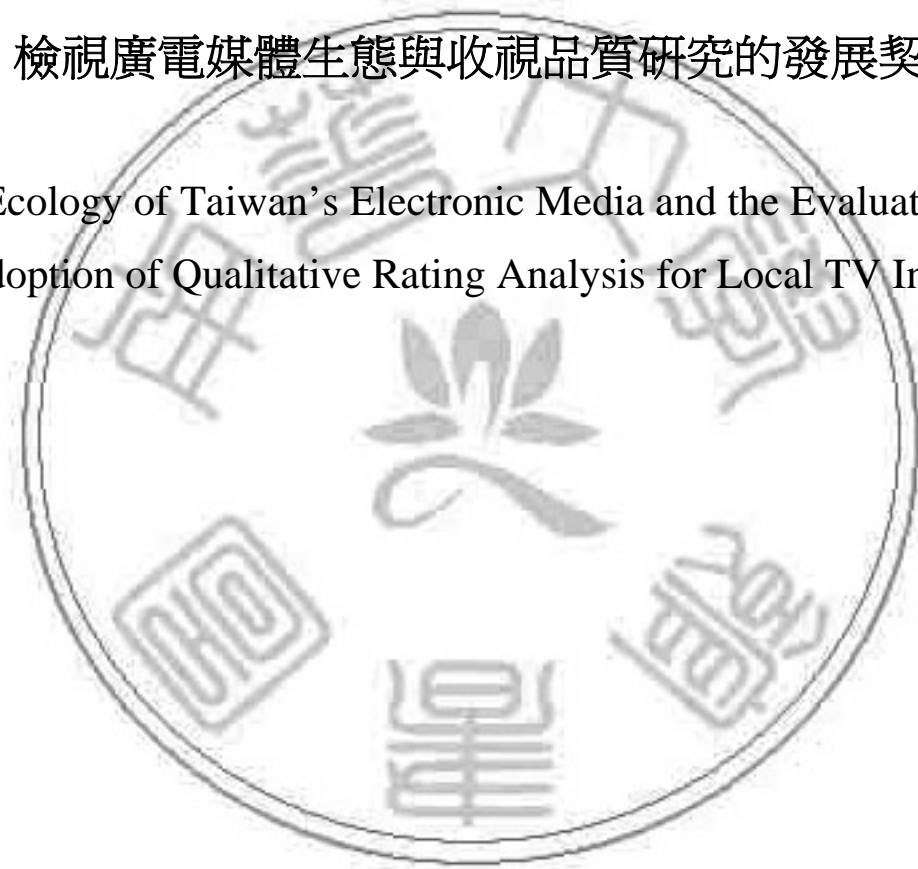 檢視廣電媒體生態與收視品質研究的發展契
Ecology of Taiwan’s Electronic Media and the Evaluat
doption of Qualitative Rating Analysis for Local TV In